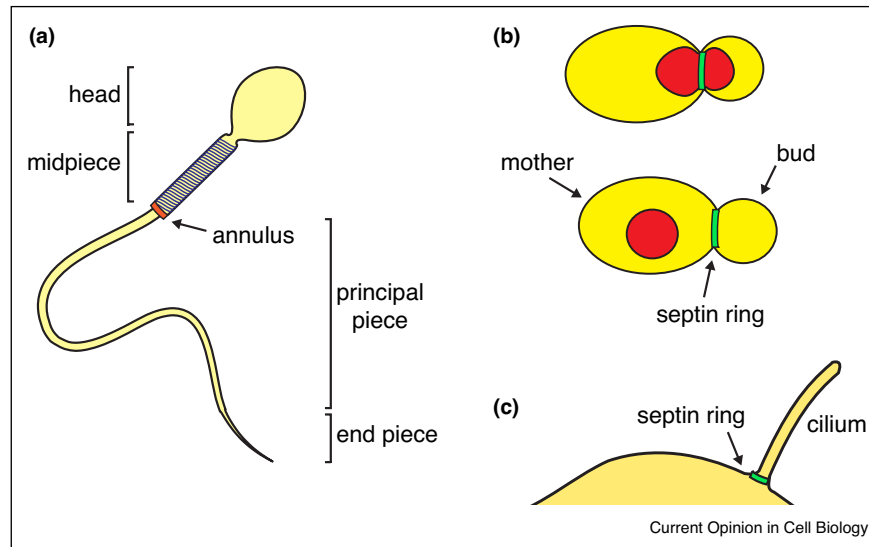 (a)
head
midpiece
annulus
principal
piece
end piece
(b)
mother
bud
septin ring
(c)
septin ring
cilium
Current Opinion in Cell Biology